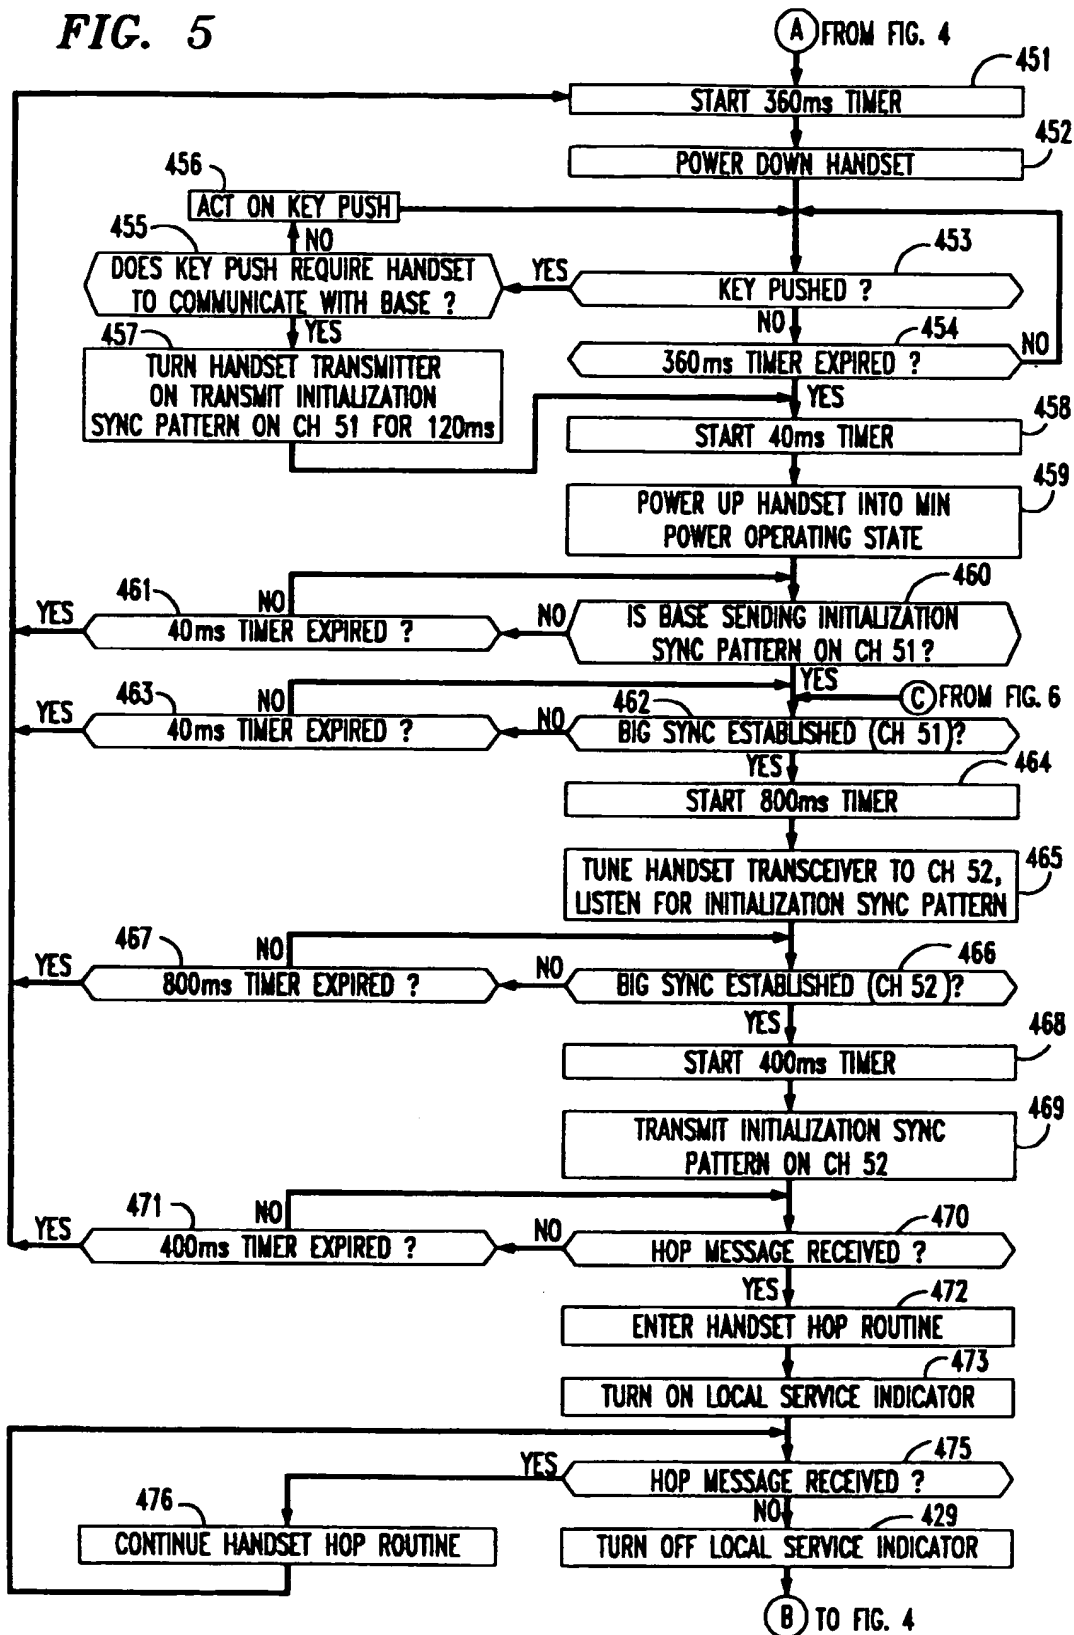 FIG. 5
A FROM FIG. 4
451
START 360ms TIMER
452
POWER DOWN HANDSET
456
ACT ON KEY PUSH
455
NO
453
DOES KEY PUSH REQUIRE HANDSET
TO COMMUNICATE WITH BASE ?
YES
KEY PUSHED ?
457
YES
NO
454
TURN HANDSET TRANSMITTER
ON TRANSMIT INITIALIZATION
SYNC PATTERN ON CH 51 FOR 120ms
360ms TIMER EXPIRED ?
NO
YES
458
START 40ms TIMER
459
POWER UP HANDSET INTO MIN
POWER OPERATING STATE
461
NO
460
YES
40ms TIMER EXPIRED ?
NO
IS BASE SENDING INITIALIZATION
SYNC PATTERN ON CH 51?
463
NO
YES
C FROM FIG. 6
YES
40ms TIMER EXPIRED ?
NO
462
BIG SYNC ESTABLISHED (CH 51)?
YES
464
START 800ms TIMER
465
TUNE HANDSET TRANSCEIVER TO CH 52,
LISTEN FOR INITIALIZATION SYNC PATTERN
467
NO
466
YES
800ms TIMER EXPIRED ?
NO
BIG SYNC ESTABLISHED (CH 52)?
YES
468
START 400ms TIMER
469
TRANSMIT INITIALIZATION SYNC
PATTERN ON CH 52
471
NO
470
YES
400ms TIMER EXPIRED ?
NO
HOP MESSAGE RECEIVED ?
YES
472
ENTER HANDSET HOP ROUTINE
473
TURN ON LOCAL SERVICE INDICATOR
475
YES
HOP MESSAGE RECEIVED ?
476
NO
429
CONTINUE HANDSET HOP ROUTINE
TURN OFF LOCAL SERVICE INDICATOR
B TO FIG. 4